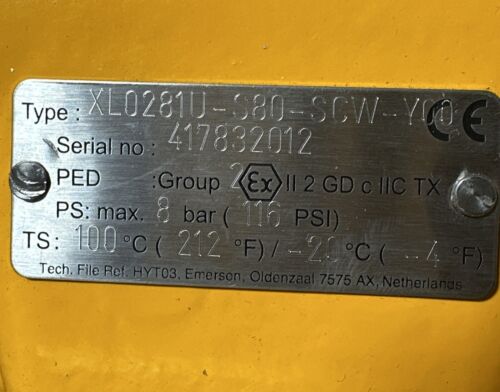 Type : XL0281U-S80-SCW-Y00 CE
Serial no : 417832012
PED :Group 2 Ex II 2 GD c IIC TX
PS: max. 8 bar ( 116 PSI)
TS: 100 °C ( 212 °F) / -20 °C ( -4 °F)
Tech. File Ref. HYT03, Emerson, Oldenzaal 7575 AX, Netherlands